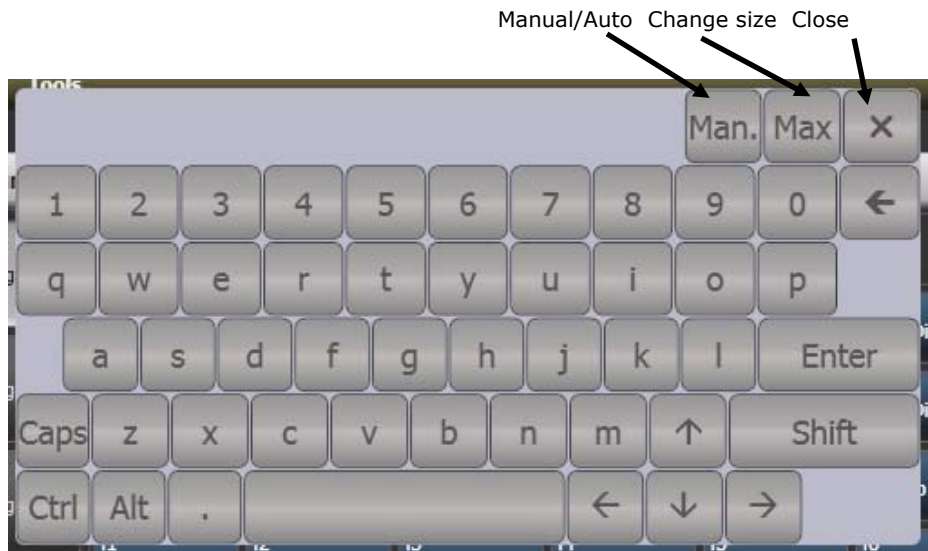 Manual/Auto Change size Close
Tools
Man. Max ×
1 2 3 4 5 6 7 8 9 0 ←
q w e r t y u i o p
a s d f g h j k l Enter
Caps z x c v b n m ↑ Shift
Ctrl Alt . ← ↓ →